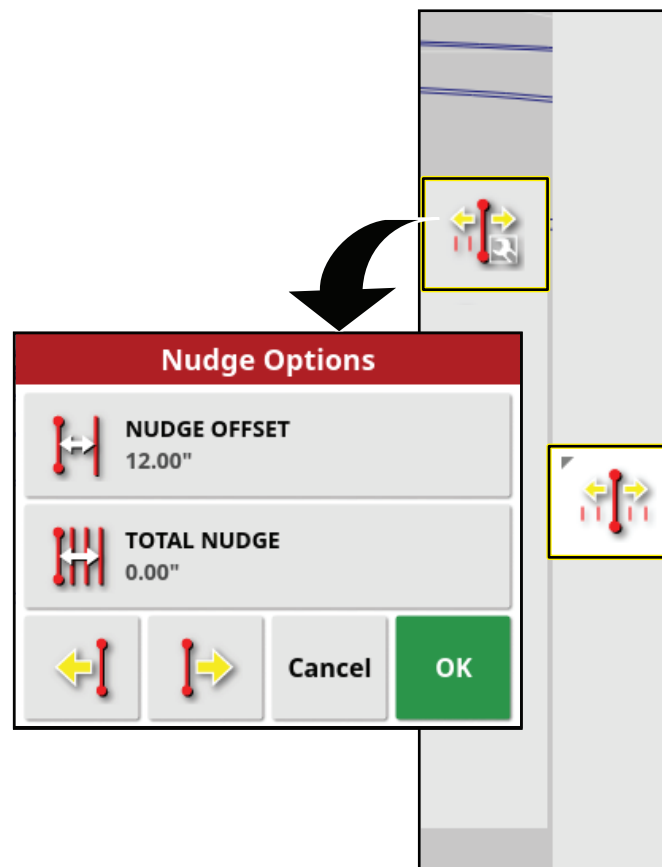 Nudge Options
NUDGE OFFSET
12.00"
TOTAL NUDGE
0.00"
Cancel
OK